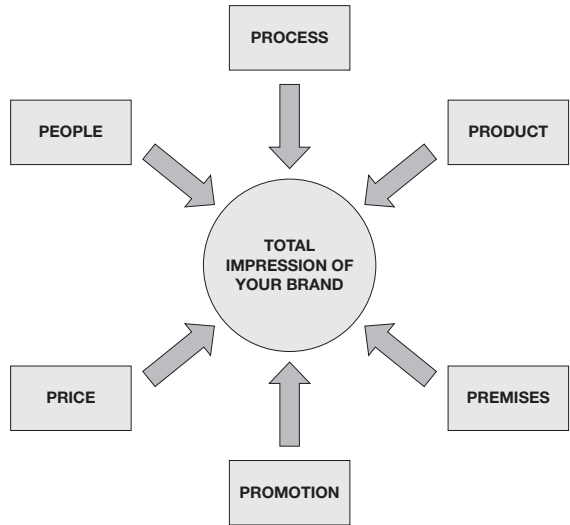 PROCESS
PEOPLE
PRODUCT
TOTAL
IMPRESSION OF
YOUR BRAND
PRICE
PREMISES
PROMOTION